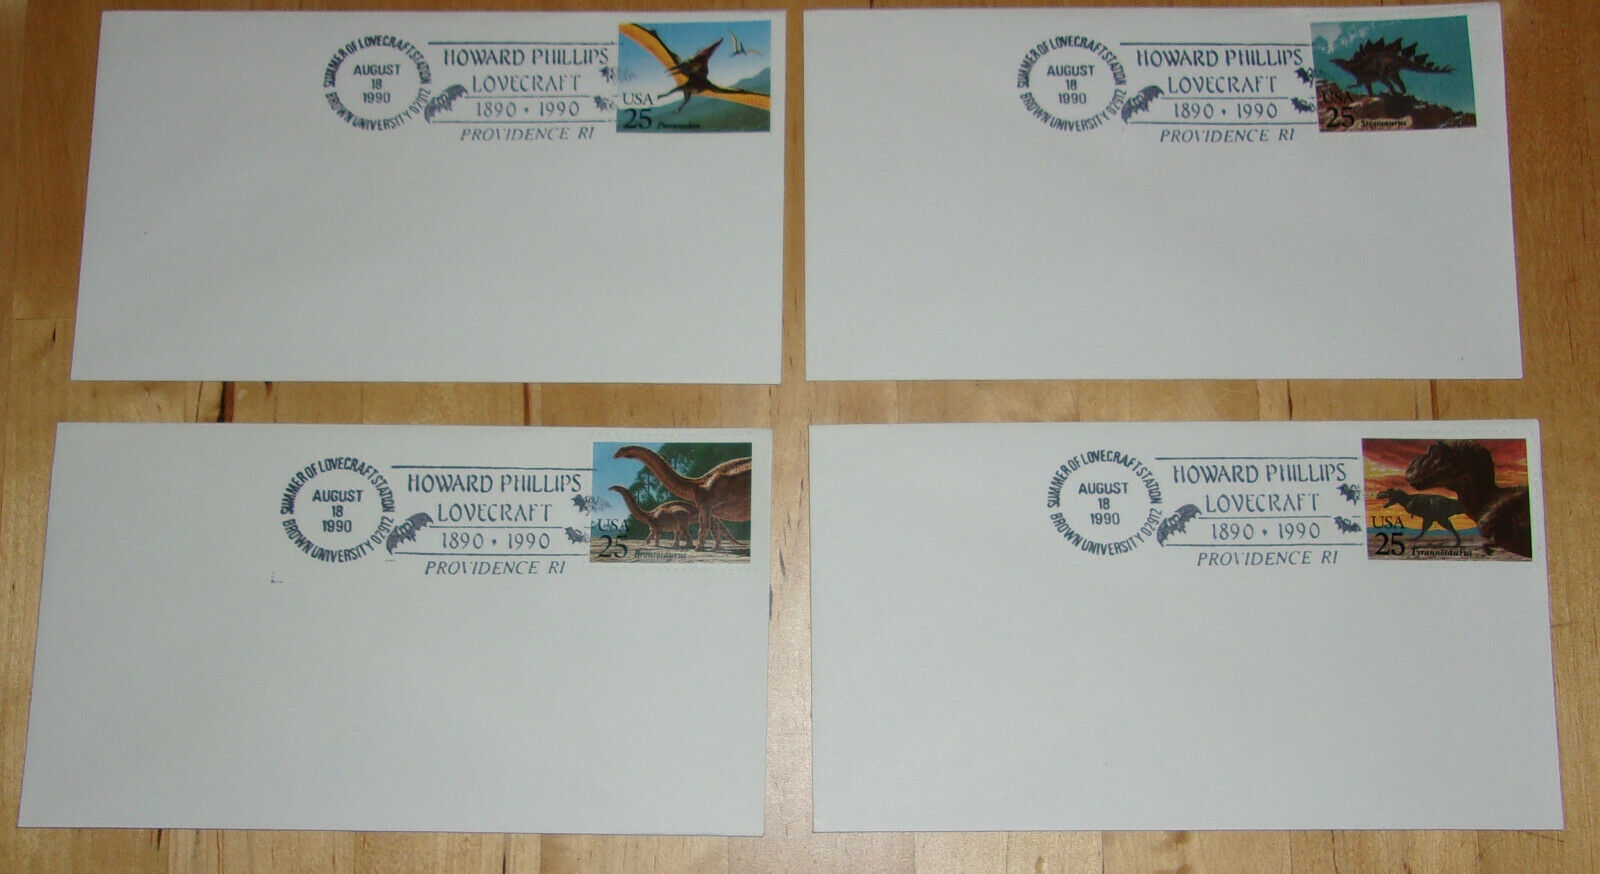 SUMMER OF LOVECRAFT STATION
AUGUST
18
1990
BROWN UNIVERSITY 02912
HOWARD PHILLIPS
LOVECRAFT
1890 • 1990
PROVIDENCE RI
USA
25 Pteranodon
SUMMER OF LOVECRAFT STATION
AUGUST
18
1990
BROWN UNIVERSITY 02912
HOWARD PHILLIPS
LOVECRAFT
1890 • 1990
PROVIDENCE RI
USA
25 Stegosaurus
SUMMER OF LOVECRAFT STATION
AUGUST
18
1990
BROWN UNIVERSITY 02912
HOWARD PHILLIPS
LOVECRAFT
1890 • 1990
PROVIDENCE RI
USA
25 Brontosaurus
SUMMER OF LOVECRAFT STATION
AUGUST
18
1990
BROWN UNIVERSITY 02912
HOWARD PHILLIPS
LOVECRAFT
1890 • 1990
PROVIDENCE RI
USA
25 Tyrannosaurus